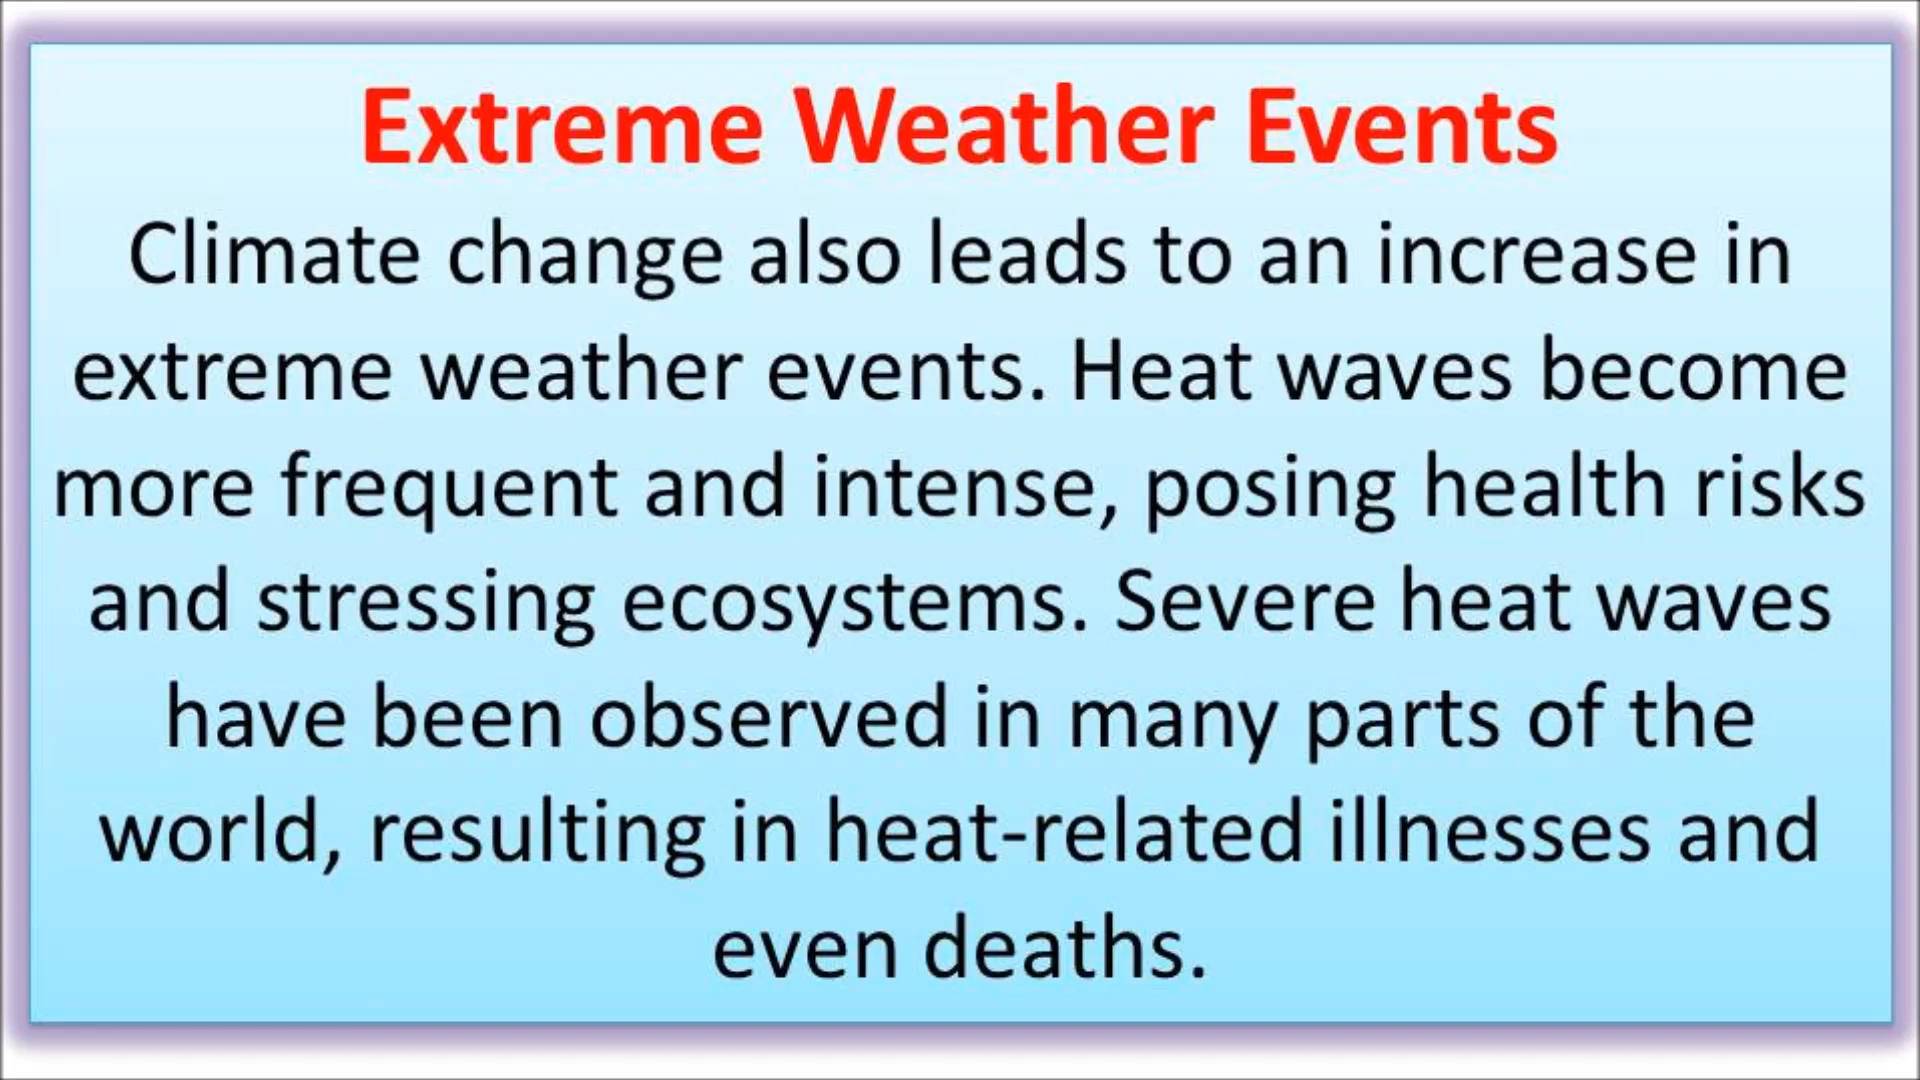 Extreme Weather Events
Climate change also leads to an increase in
extreme weather events. Heat waves become
more frequent and intense, posing health risks
and stressing ecosystems. Severe heat waves
have been observed in many parts of the
world, resulting in heat-related illnesses and
even deaths.